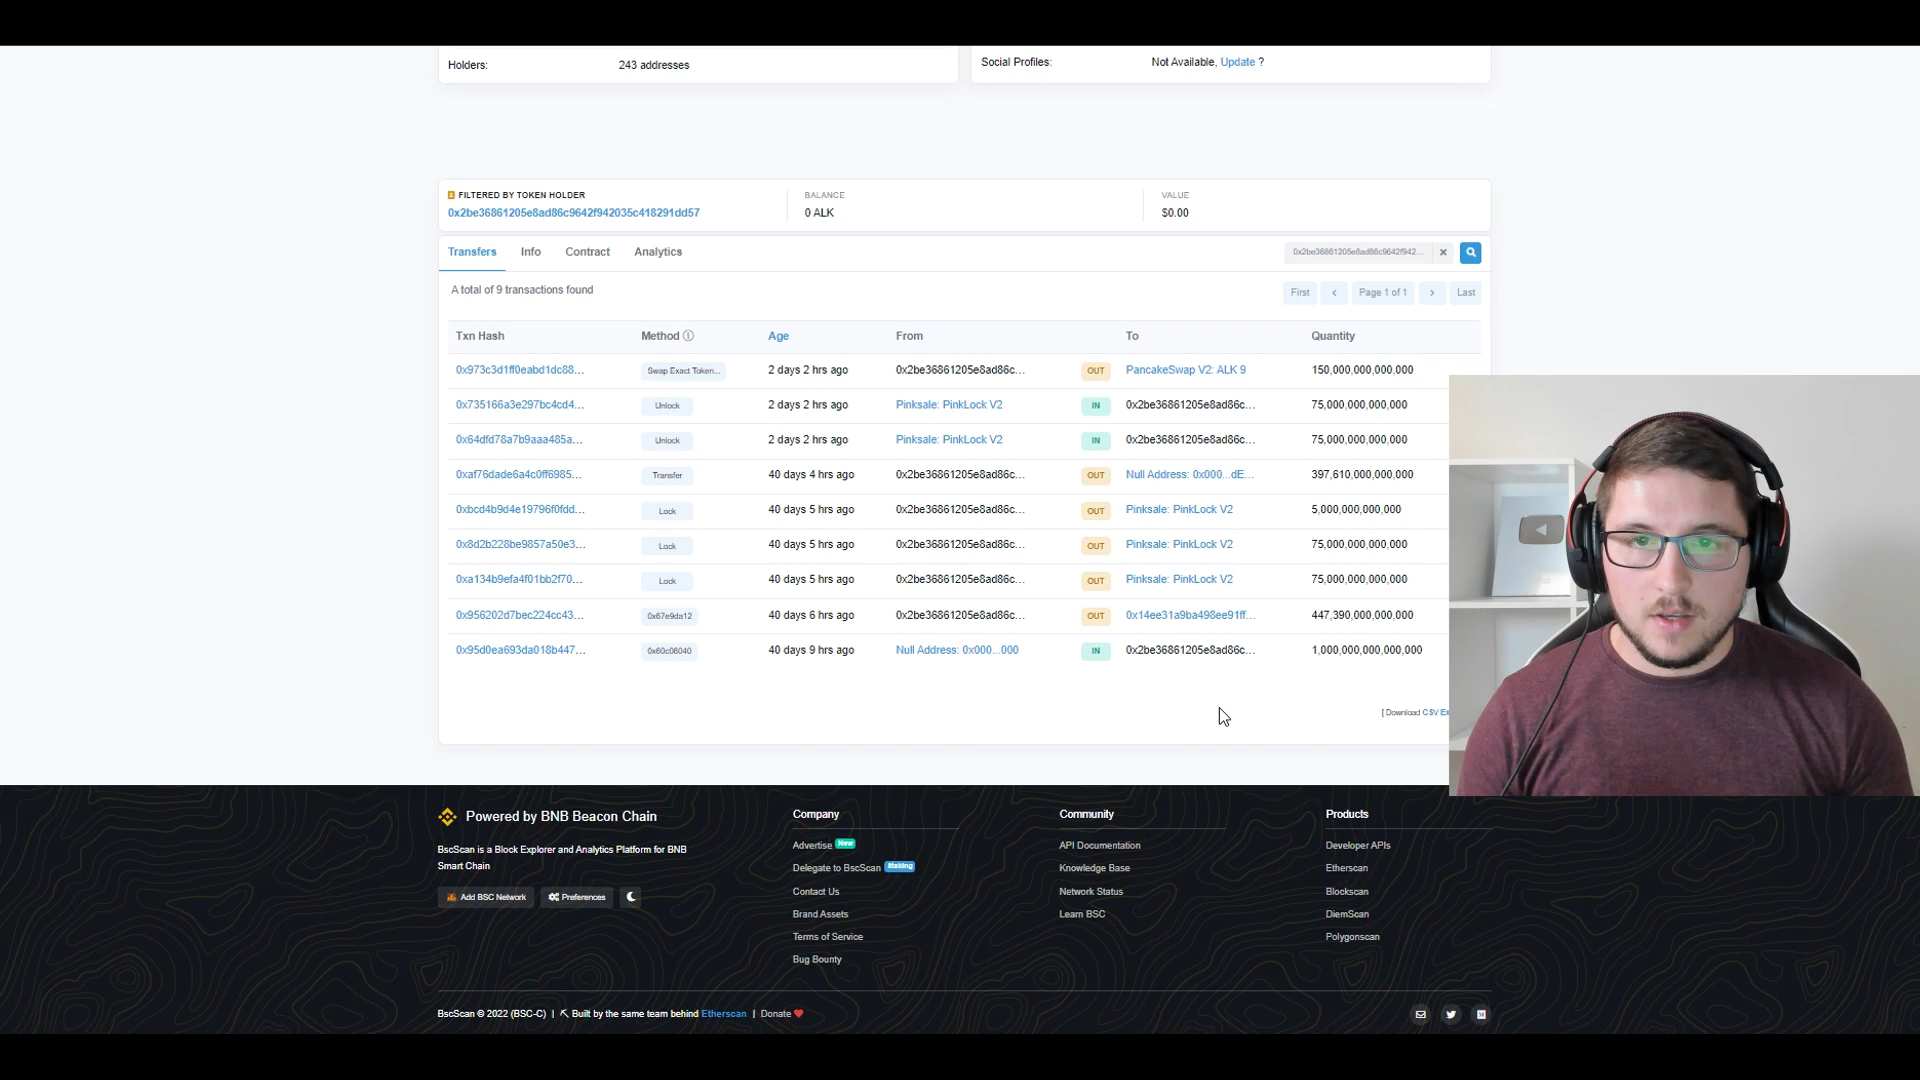 Holders: 243 addresses
Social Profiles: Not Available, Update ?
FILTERED BY TOKEN HOLDER
0x2be36861205e8ad86c9642f942035c418291dd57
BALANCE
0 ALK
VALUE
$0.00
Transfers Info Contract Analytics
0x2be36861205e8ad86c9642f942...
A total of 9 transactions found
First Page 1 of 1 Last
Txn Hash Method Age From To Quantity
0x973c3d1ff0eabd1dc88... Swap Exact Token... 2 days 2 hrs ago 0x2be36861205e8ad86c... OUT PancakeSwap V2: ALK 9 150,000,000,000,000
0x735166a3e297bc4cd4... Unlock 2 days 2 hrs ago Pinksale: PinkLock V2 IN 0x2be36861205e8ad86c... 75,000,000,000,000
0x64dfd78a7b9aaa485a... Unlock 2 days 2 hrs ago Pinksale: PinkLock V2 IN 0x2be36861205e8ad86c... 75,000,000,000,000
0xaf76dade6a4c0ff6985... Transfer 40 days 4 hrs ago 0x2be36861205e8ad86c... OUT Null Address: 0x000...dE... 397,610,000,000,000
0xbcd4b9d4e19796f0fdd... Lock 40 days 5 hrs ago 0x2be36861205e8ad86c... OUT Pinksale: PinkLock V2 5,000,000,000,000
0x8d2b228be9857a50e3... Lock 40 days 5 hrs ago 0x2be36861205e8ad86c... OUT Pinksale: PinkLock V2 75,000,000,000,000
0xa134b9efa4f01bb2f70... Lock 40 days 5 hrs ago 0x2be36861205e8ad86c... OUT Pinksale: PinkLock V2 75,000,000,000,000
0x956202d7bec224cc43... 0x67e9da12 40 days 6 hrs ago 0x2be36861205e8ad86c... OUT 0x14ee31a9ba498ee91ff... 447,390,000,000,000
0x95d0ea693da018b447... 0x60c06040 40 days 9 hrs ago Null Address: 0x000...000 IN 0x2be36861205e8ad86c... 1,000,000,000,000,000
[ Download CSV Ex
Powered by BNB Beacon Chain
BscScan is a Block Explorer and Analytics Platform for BNB
Smart Chain
Add BSC Network Preferences
Company
Advertise New
Delegate to BscScan Staking
Contact Us
Brand Assets
Terms of Service
Bug Bounty
Community
API Documentation
Knowledge Base
Network Status
Learn BSC
Products
Developer APIs
Etherscan
Blockscan
DiemScan
Polygonscan
BscScan © 2022 (BSC-C) | Built by the same team behind Etherscan | Donate